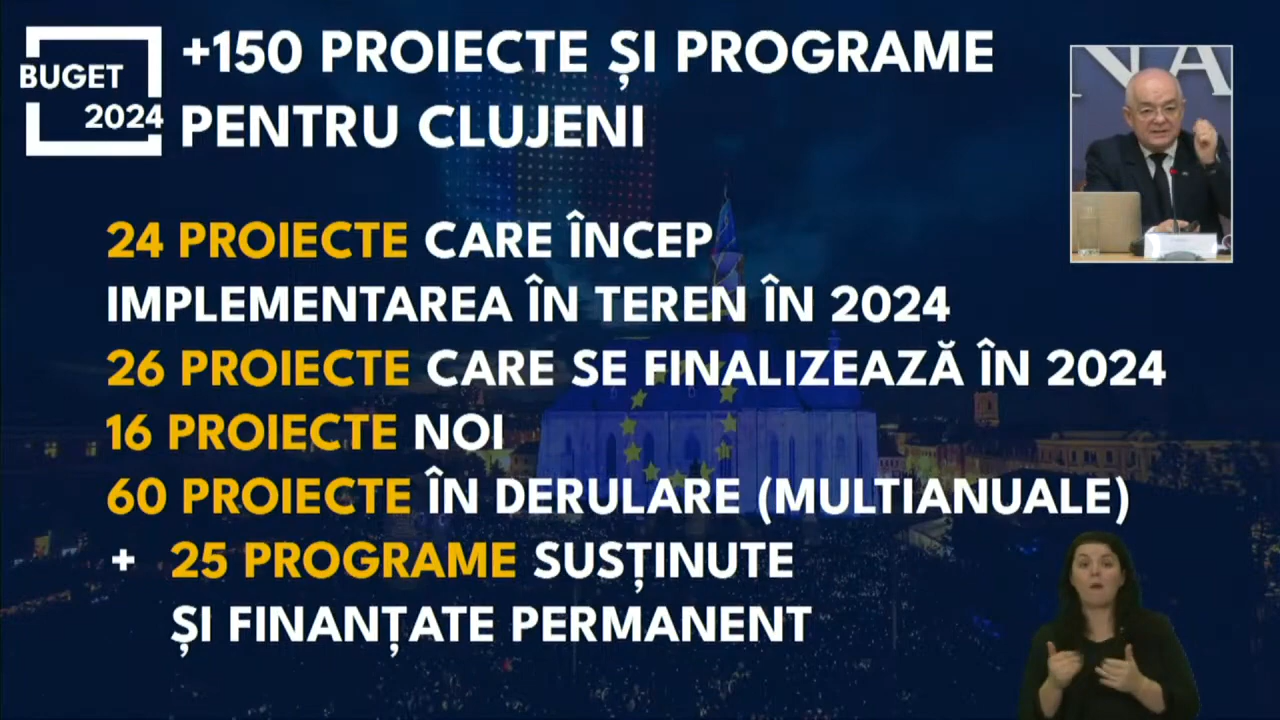 BUGET
2024
+150 PROIECTE ȘI PROGRAME
PENTRU CLUJENI
NA
24 PROIECTE CARE ÎNCEP
IMPLEMENTAREA ÎN TEREN ÎN 2024
26 PROIECTE CARE SE FINALIZEAZĂ ÎN 2024
16 PROIECTE NOI
60 PROIECTE ÎN DERULARE (MULTIANUALE)
+ 25 PROGRAME SUSȚINUTE
ȘI FINANȚATE PERMANENT